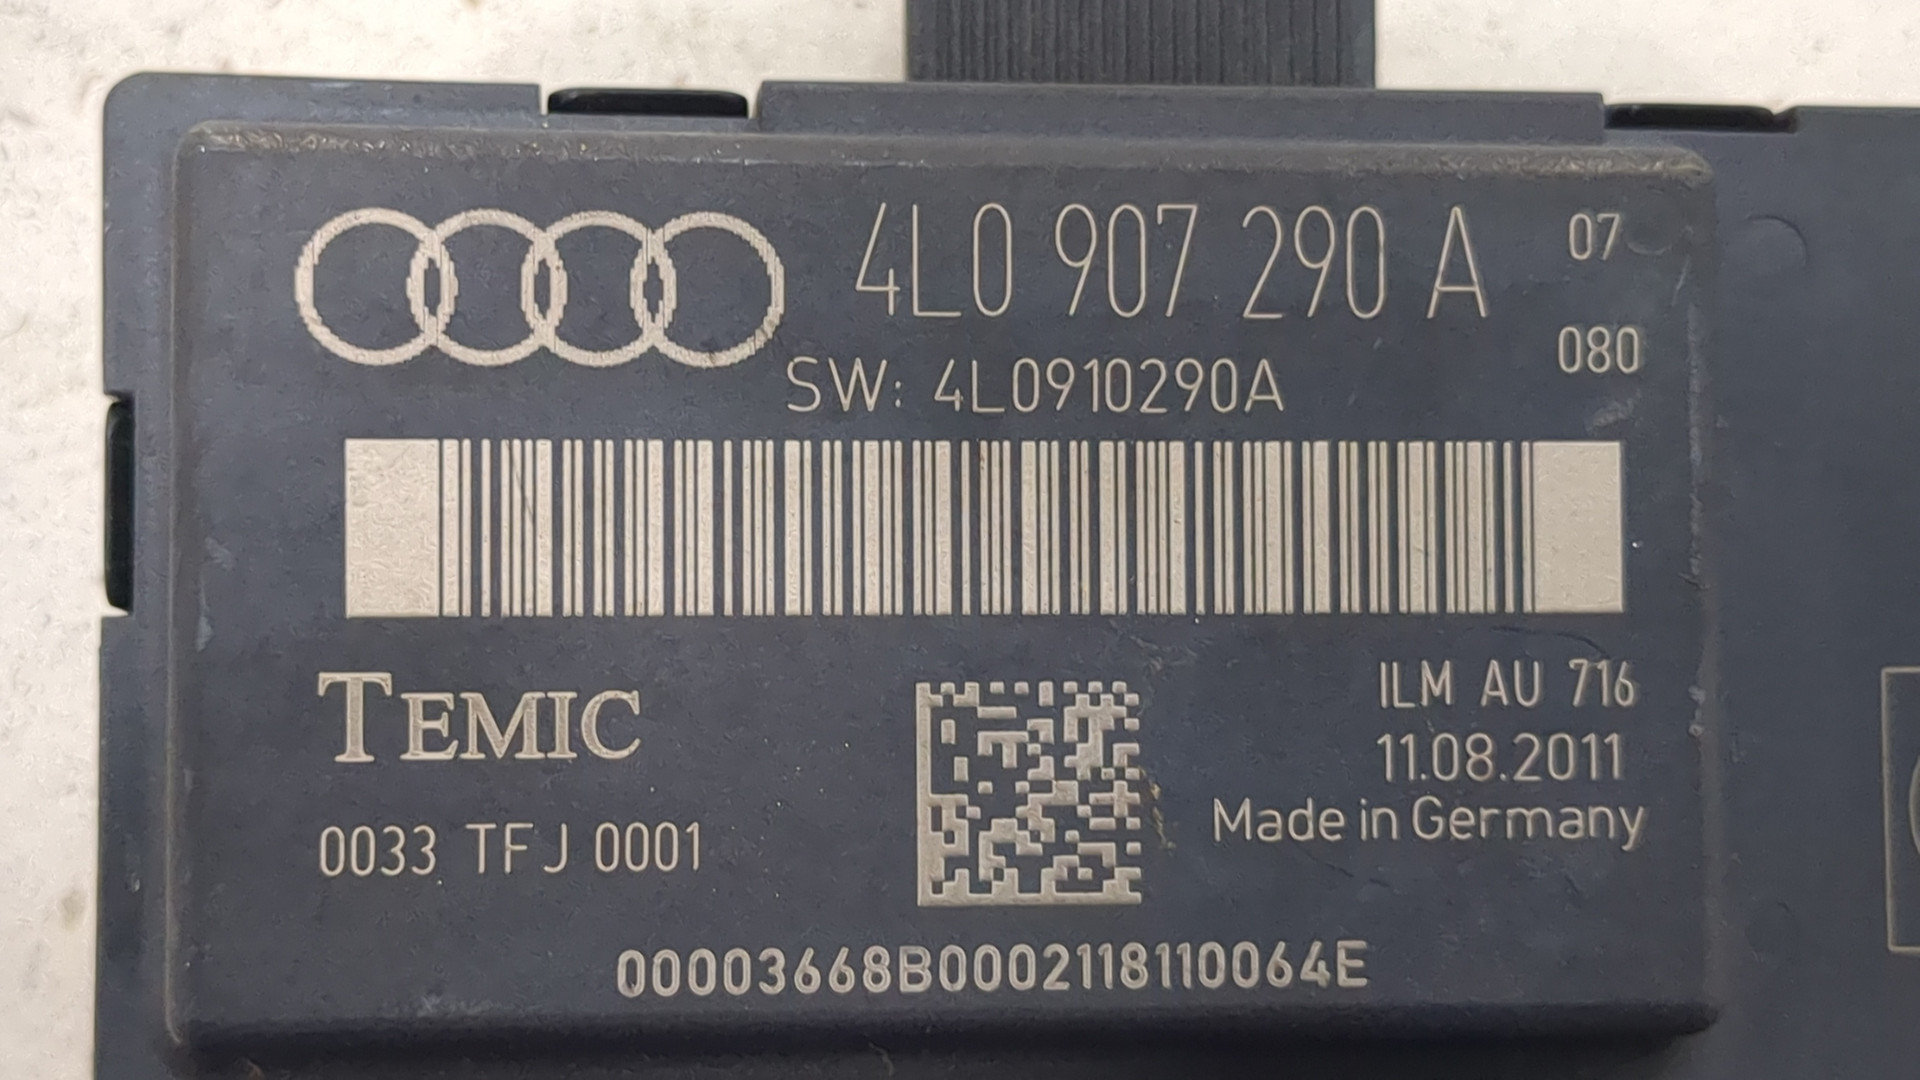 4L0 907 290 A 07
080
SW: 4L0910290A
TEMIC
ILM AU 716
11.08.2011
Made in Germany
0033 TFJ 0001
00003668B0002118110064E